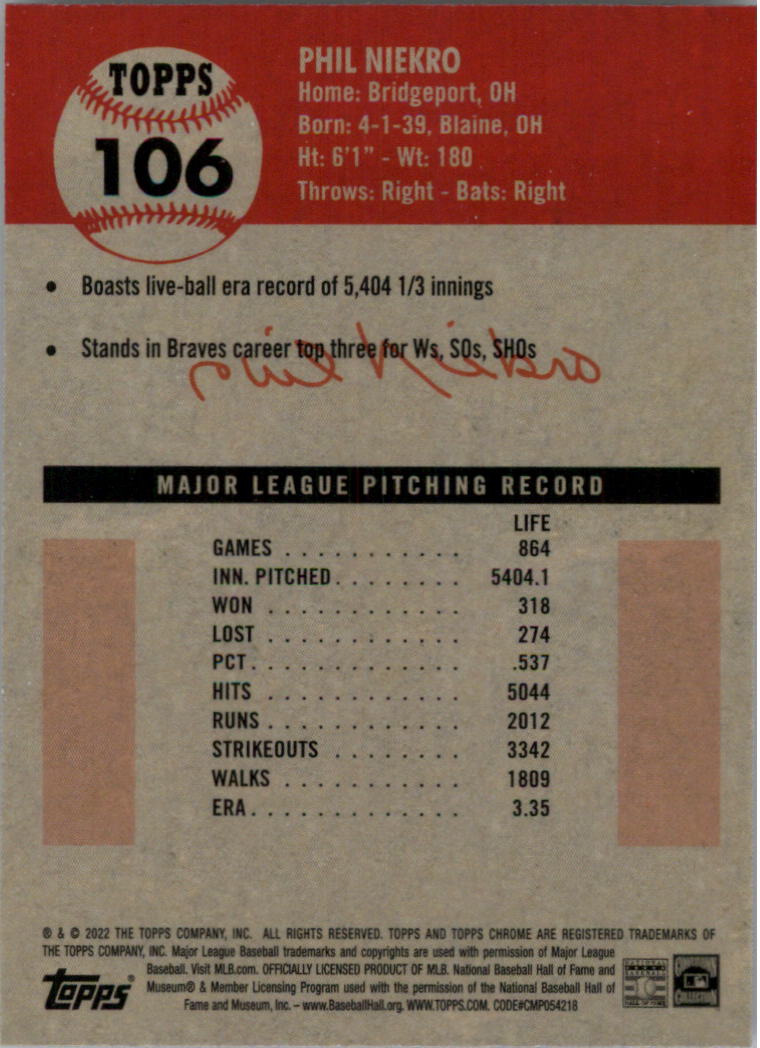 TOPPS
106
PHIL NIEKRO
Home: Bridgeport, OH
Born: 4-1-39, Blaine, OH
Ht: 6'1" - Wt: 180
Throws: Right - Bats: Right
• Boasts live-ball era record of 5,404 1/3 innings
• Stands in Braves career top three for Ws, SOs, SHOs
Phil Niekro
MAJOR LEAGUE PITCHING RECORD
LIFE
GAMES . . . . . . . . . . . 864
INN. PITCHED . . . . . . . . 5404.1
WON . . . . . . . . . . . . 318
LOST . . . . . . . . . . . . 274
PCT. . . . . . . . . . . . . .537
HITS . . . . . . . . . . . . 5044
RUNS . . . . . . . . . . . . 2012
STRIKEOUTS . . . . . . . . 3342
WALKS . . . . . . . . . . . 1809
ERA. . . . . . . . . . . . . 3.35
® & © 2022 THE TOPPS COMPANY, INC. ALL RIGHTS RESERVED. TOPPS AND TOPPS CHROME ARE REGISTERED TRADEMARKS OF
THE TOPPS COMPANY, INC. Major League Baseball trademarks and copyrights are used with permission of Major League
Baseball. Visit MLB.com. OFFICIALLY LICENSED PRODUCT OF MLB. National Baseball Hall of Fame and
Museum® & Member Licensing Program used with the permission of the National Baseball Hall of
Fame and Museum, Inc. – www.BaseballHall.org. WWW.TOPPS.COM. CODE#CMP054218
Topps®